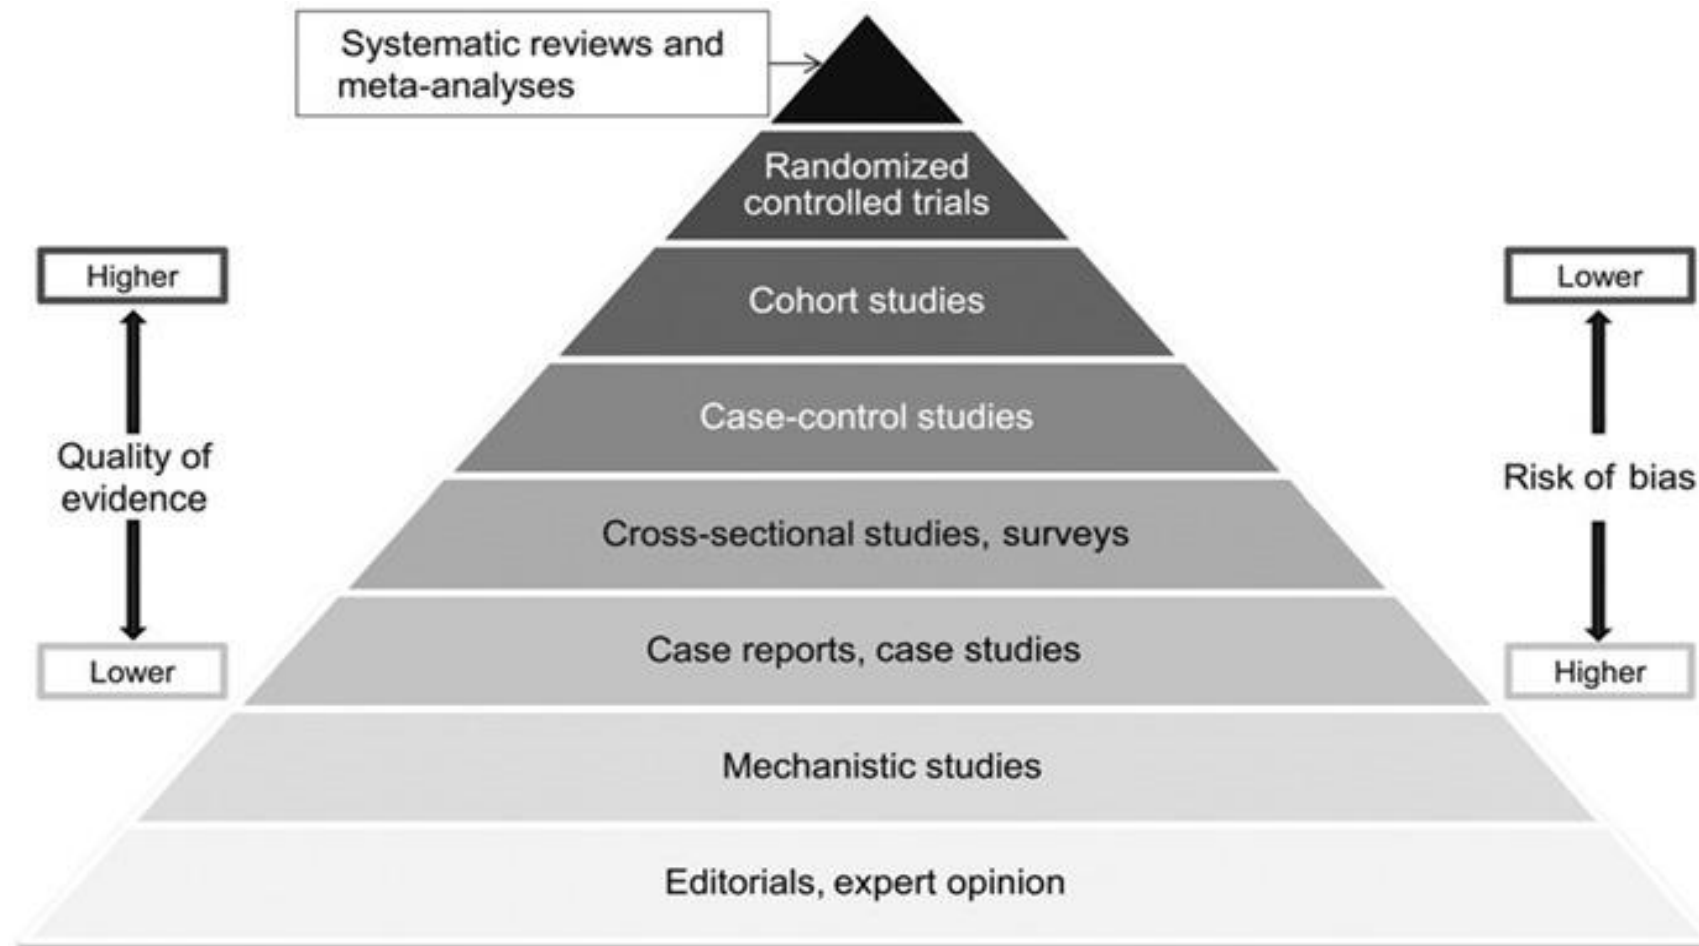 Systematic reviews and
meta-analyses
Randomized
controlled trials
Higher
Lower
Cohort studies
Case-control studies
Quality of
evidence
Risk of bias
Cross-sectional studies, surveys
Case reports, case studies
Lower
Higher
Mechanistic studies
Editorials, expert opinion